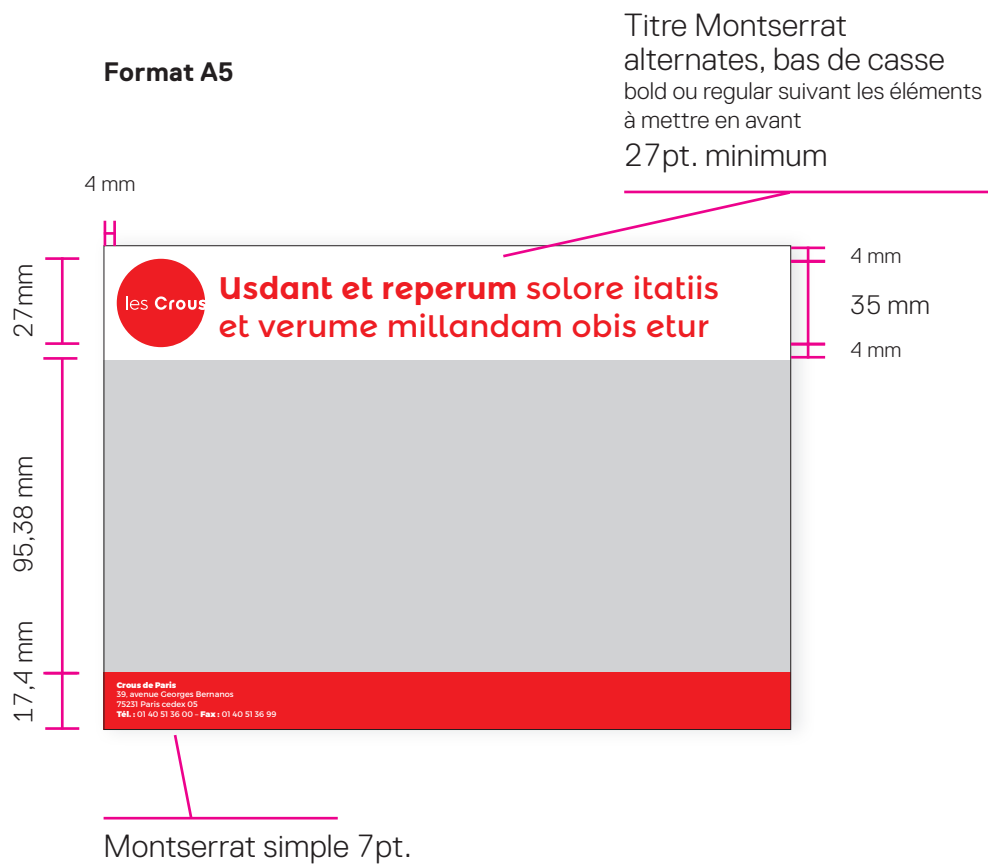 Titre Montserrat
alternates, bas de casse
bold ou regular suivant les éléments
à mettre en avant
27pt. minimum
Format A5
4 mm
27mm
95,38 mm
17,4 mm
les Crous
Usdant et reperum solore itatiis
et verume millandam obis etur
4 mm
35 mm
4 mm
Crous de Paris
39, avenue Georges Bernanos
75231 Paris cedex 05
Tél. : 01 40 51 36 00 - Fax : 01 40 51 36 99
Montserrat simple 7pt.